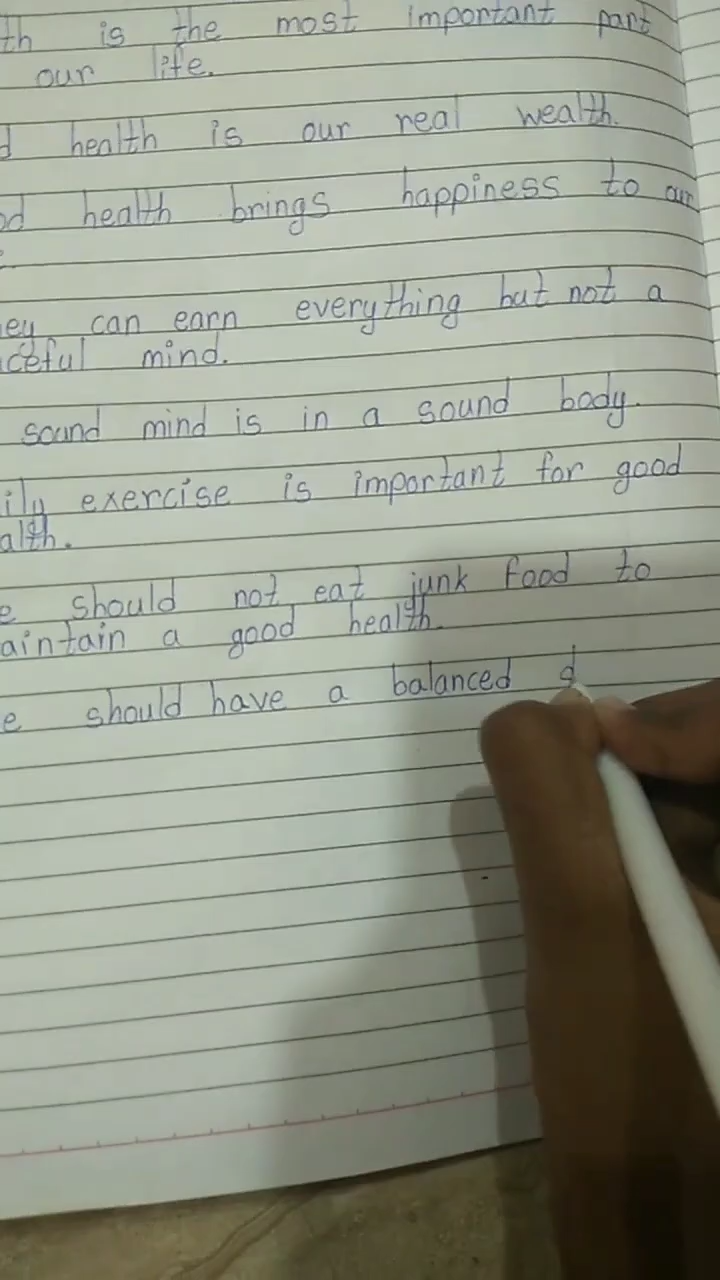 th is the most important part
our life.
d health is our real wealth.
od health brings happiness to our
ey can earn everything but not a
ceful mind.
sound mind is in a sound body.
ily exercise is important for good
alth.
e should not eat junk food to
aintain a good health.
e should have a balanced d